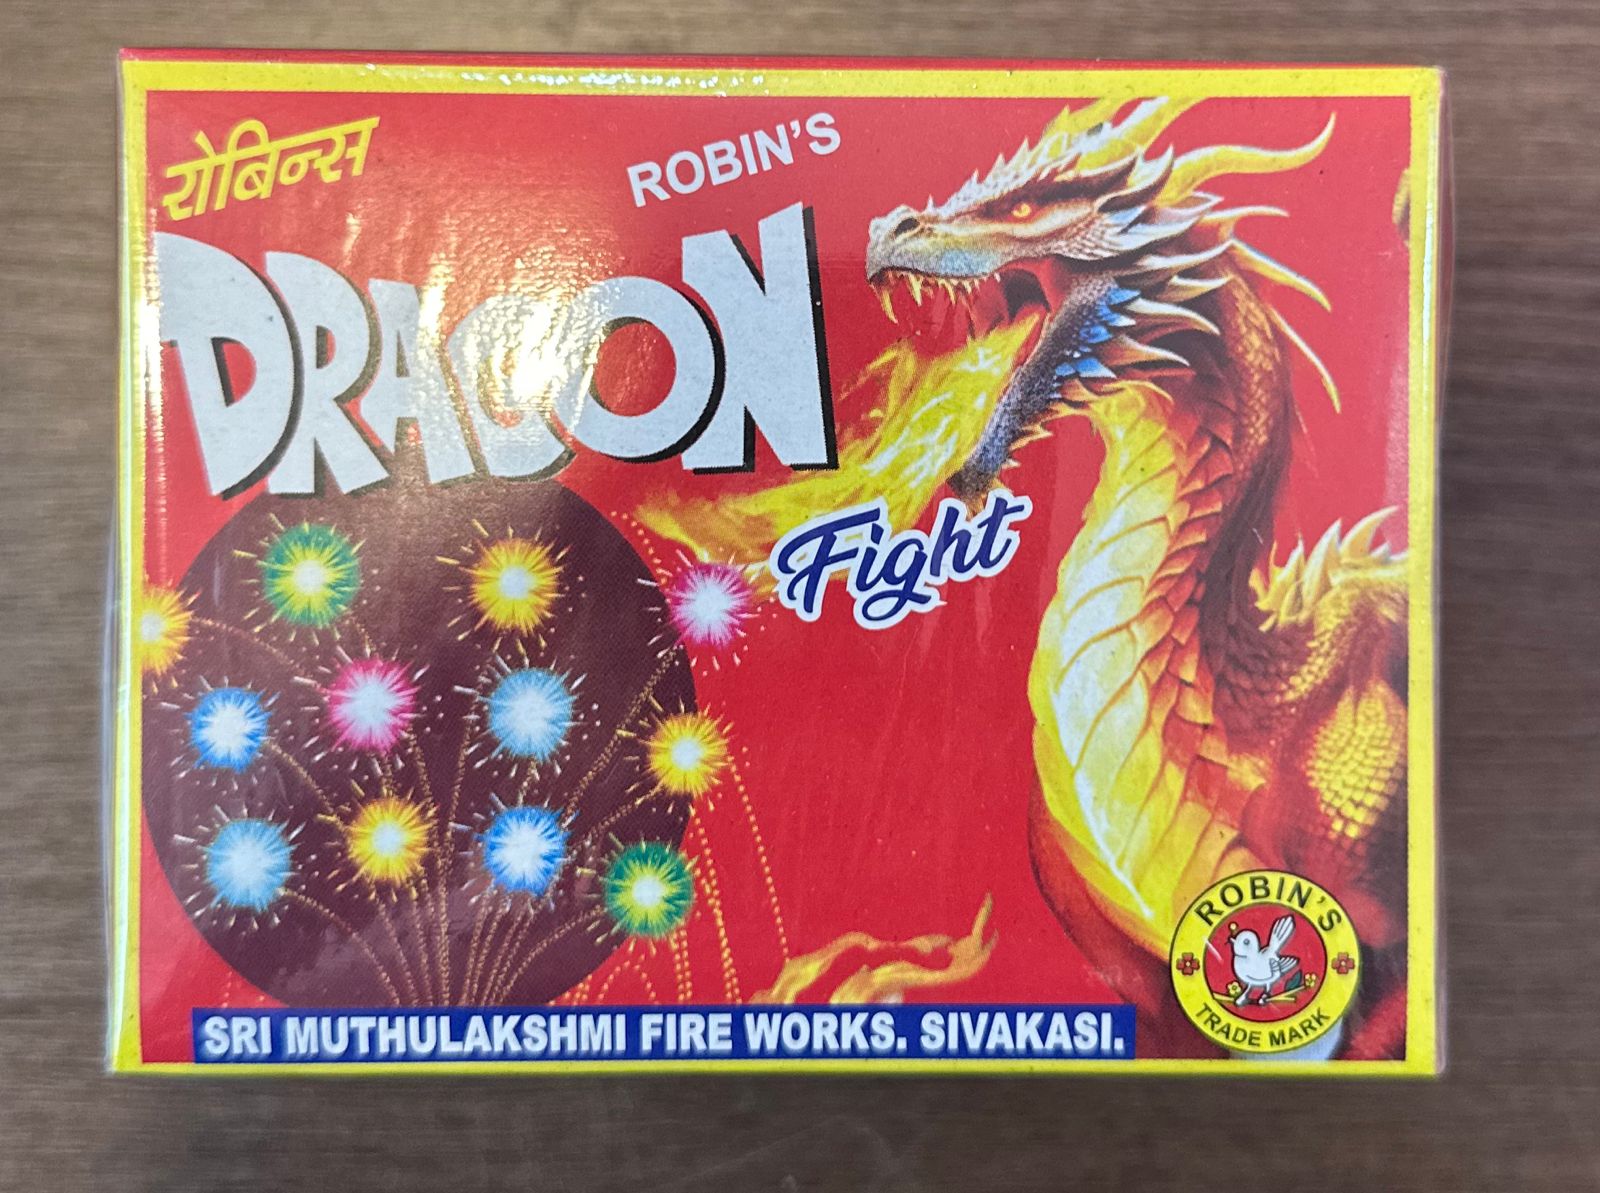 रोबिन्स
ROBIN'S
DRAGON
Fight
ROBIN'S
TRADE MARK
SRI MUTHULAKSHMI FIRE WORKS. SIVAKASI.